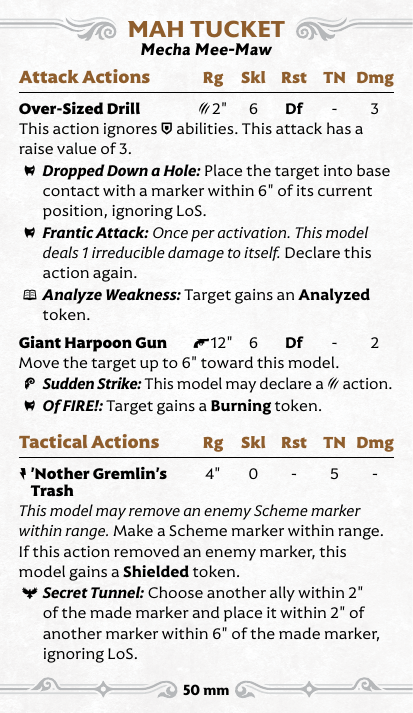 MAH TUCKET
Mecha Mee-Maw
Attack Actions Rg Skl Rst TN Dmg
Over-Sized Drill 2" 6 Df - 3
This action ignores abilities. This attack has a
raise value of 3.
Dropped Down a Hole: Place the target into base
contact with a marker within 6" of its current
position, ignoring LoS.
Frantic Attack: Once per activation. This model
deals 1 irreducible damage to itself. Declare this
action again.
Analyze Weakness: Target gains an Analyzed
token.
Giant Harpoon Gun 12" 6 Df - 2
Move the target up to 6" toward this model.
Sudden Strike: This model may declare a action.
Of FIRE!: Target gains a Burning token.
Tactical Actions Rg Skl Rst TN Dmg
'Nother Gremlin's 4" 0 - 5 -
Trash
This model may remove an enemy Scheme marker
within range. Make a Scheme marker within range.
If this action removed an enemy marker, this
model gains a Shielded token.
Secret Tunnel: Choose another ally within 2"
of the made marker and place it within 2" of
another marker within 6" of the made marker,
ignoring LoS.
50 mm